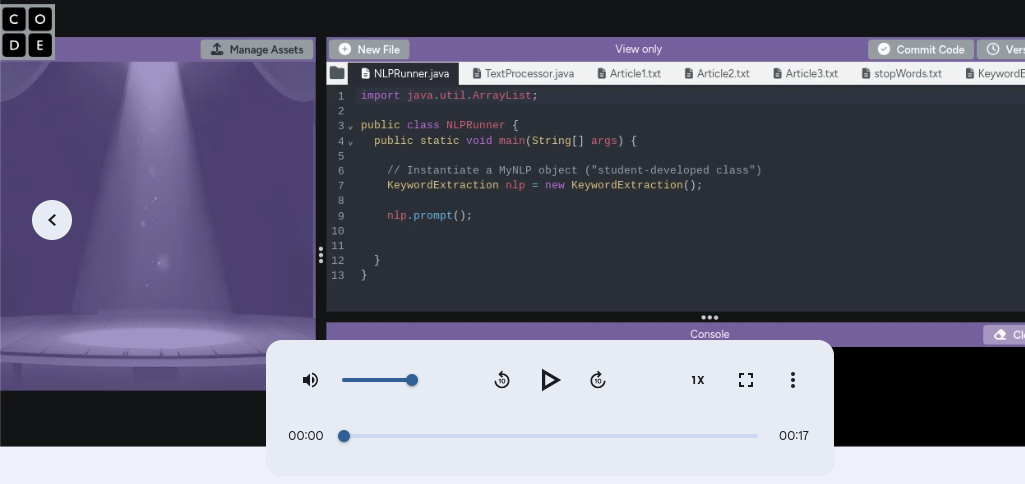 C O
D E
Manage Assets
New File
View only
Commit Code
Vers
NLPRunner.java
TextProcessor.java
Article1.txt
Article2.txt
Article3.txt
stopWords.txt
KeywordE
1 import java.util.ArrayList;
2
3 public class NLPRunner {
4 public static void main(String[] args) {
5
6 // Instantiate a MyNLP object ("student-developed class")
7 KeywordExtraction nlp = new KeywordExtraction();
8
9 nlp.prompt();
10
11
12 }
13 }
Console
Cle
10
10
1X
00:00
00:17